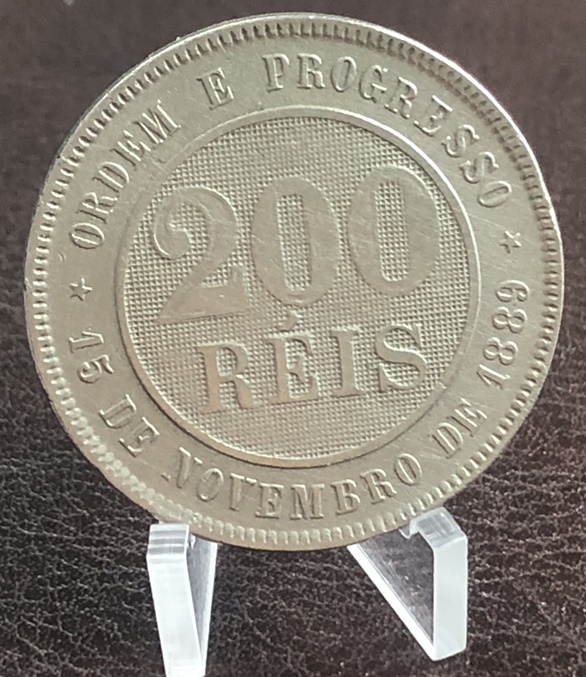 ORDEM E PROGRESSO
200
RÉIS
★ 15 DE NOVEMBRO DE 1889 ★